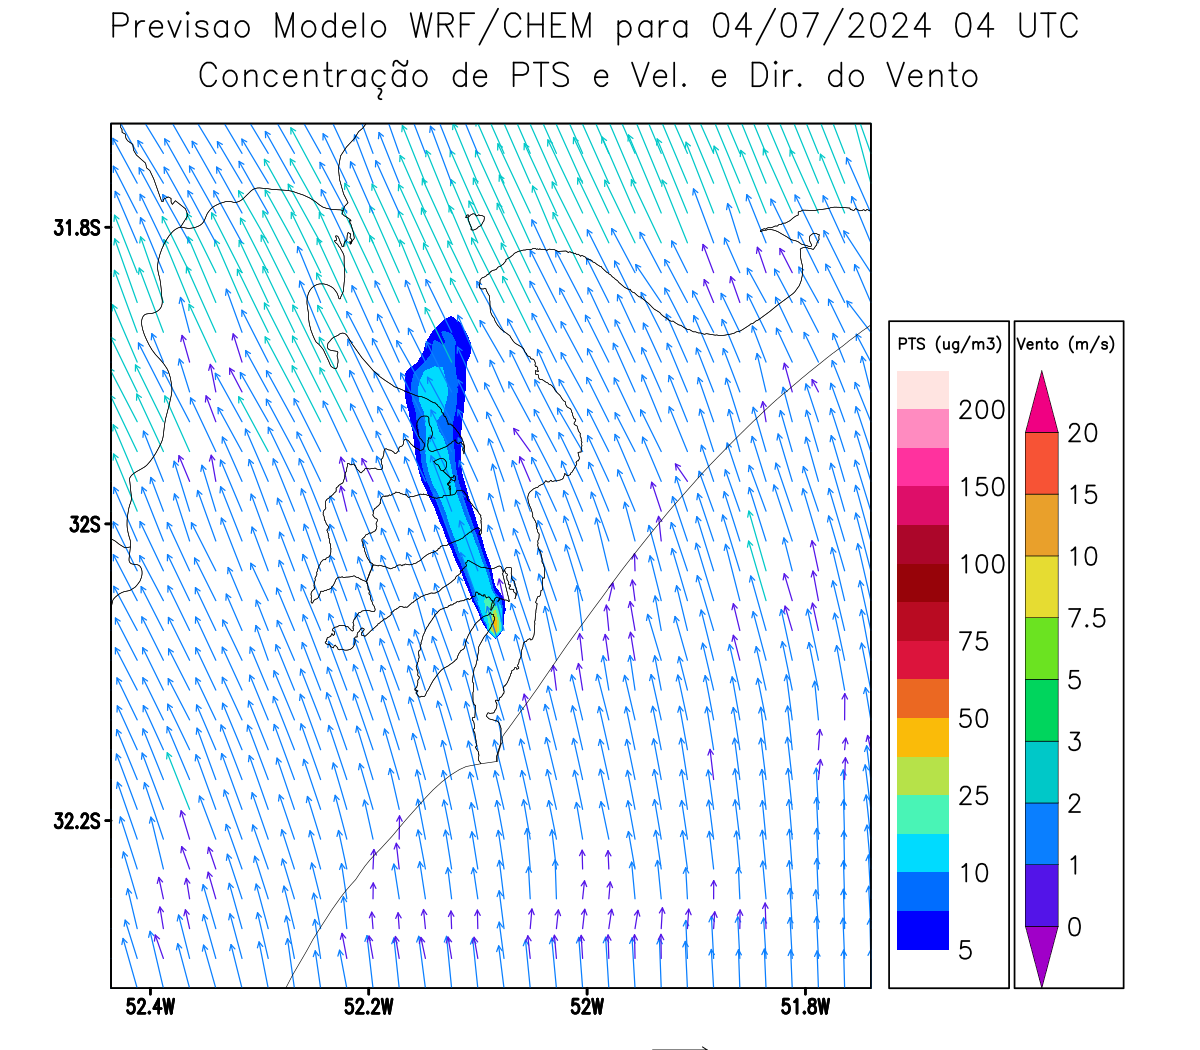 Previsao Modelo WRF/CHEM para 04/07/2024 04 UTC
Concentração de PTS e Vel. e Dir. do Vento
31.8S
32S
32.2S
52.4W
52.2W
52W
51.8W
PTS (ug/m3)
200
150
100
75
50
25
10
5
Vento (m/s)
20
15
10
7.5
5
3
2
1
0